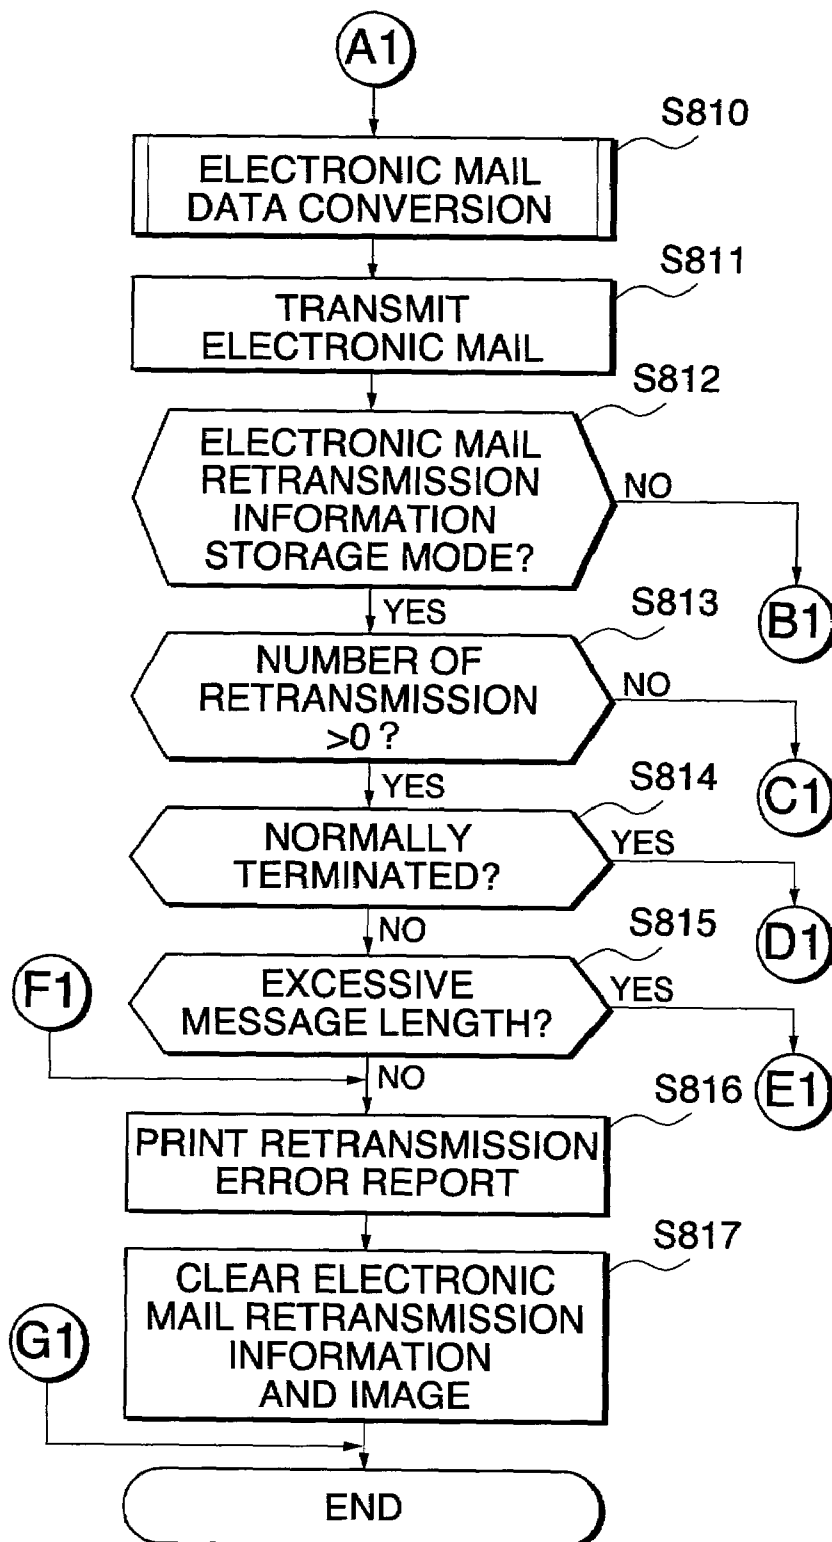 A1
S810
ELECTRONIC MAIL
DATA CONVERSION
S811
TRANSMIT
ELECTRONIC MAIL
S812
ELECTRONIC MAIL
RETRANSMISSION
INFORMATION
STORAGE MODE?
NO
B1
YES
S813
NUMBER OF
RETRANSMISSION
>0 ?
NO
C1
YES
S814
NORMALLY
TERMINATED?
YES
D1
NO
S815
EXCESSIVE
MESSAGE LENGTH?
YES
E1
F1
NO
S816
PRINT RETRANSMISSION
ERROR REPORT
S817
CLEAR ELECTRONIC
MAIL RETRANSMISSION
INFORMATION
AND IMAGE
G1
END